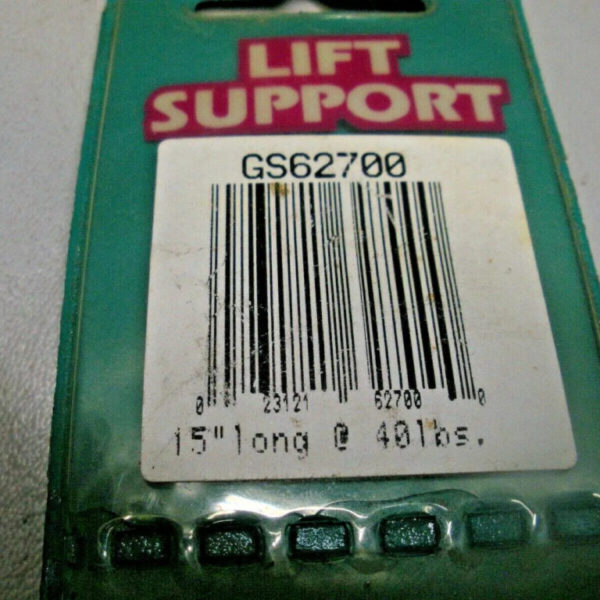 LIFT
SUPPORT
GS62700
0 23121 62700 0
15"long @ 40lbs.